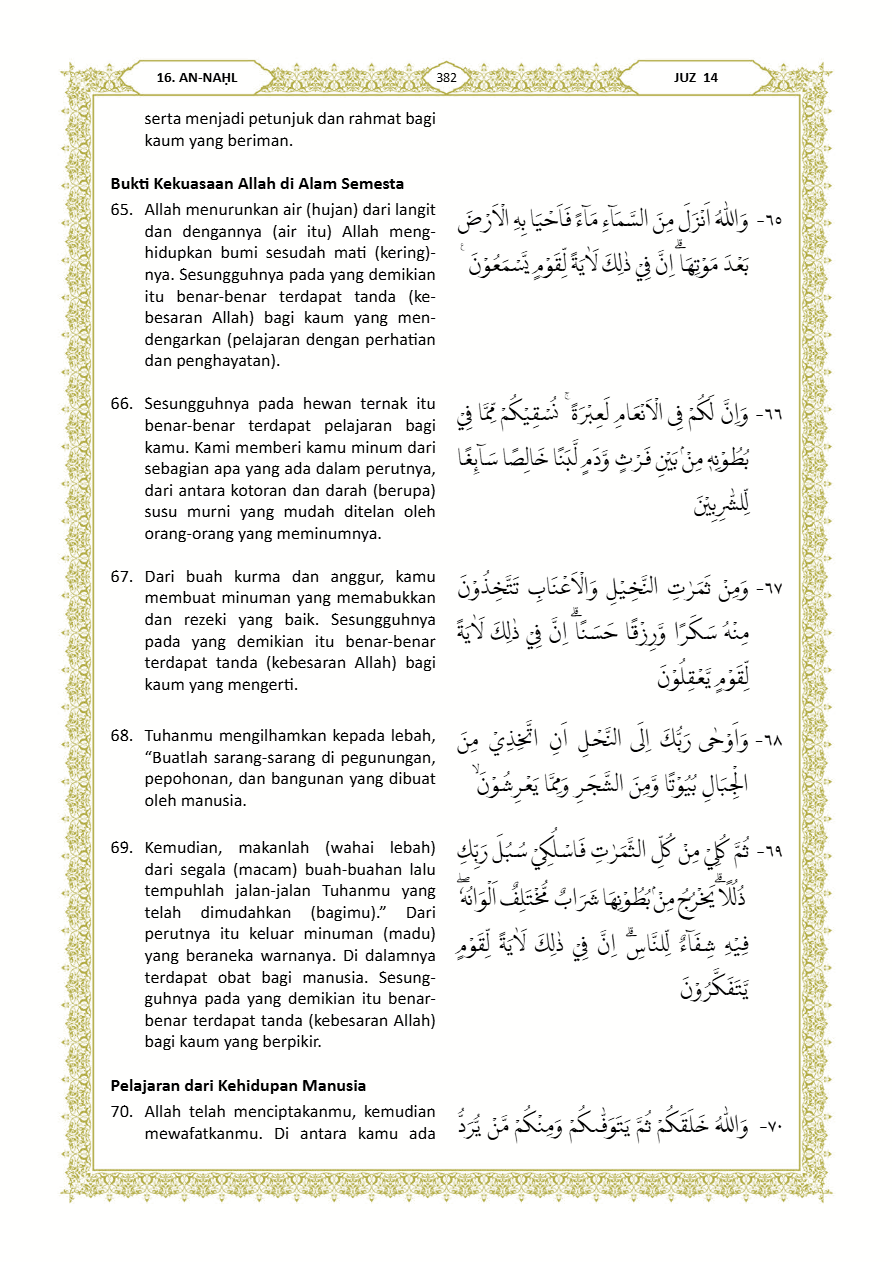 16. AN-NAḤL
382
JUZ 14
serta menjadi petunjuk dan rahmat bagi
kaum yang beriman.
Bukti Kekuasaan Allah di Alam Semesta
65. Allah menurunkan air (hujan) dari langit
dan dengannya (air itu) Allah meng-
hidupkan bumi sesudah mati (kering)-
nya. Sesungguhnya pada yang demikian
itu benar-benar terdapat tanda (ke-
besaran Allah) bagi kaum yang men-
dengarkan (pelajaran dengan perhatian
dan penghayatan).
٦٥- وَاللّٰهُ اَنْزَلَ مِنَ السَّمَاۤءِ مَاۤءً فَاَحْيَا بِهِ الْاَرْضَ
بَعْدَ مَوْتِهَاۗ اِنَّ فِيْ ذٰلِكَ لَاٰيَةً لِّقَوْمٍ يَّسْمَعُوْنَ ࣖ
66. Sesungguhnya pada hewan ternak itu
benar-benar terdapat pelajaran bagi
kamu. Kami memberi kamu minum dari
sebagian apa yang ada dalam perutnya,
dari antara kotoran dan darah (berupa)
susu murni yang mudah ditelan oleh
orang-orang yang meminumnya.
٦٦- وَاِنَّ لَكُمْ فِى الْاَنْعَامِ لَعِبْرَةً ۚ نُسْقِيْكُمْ مِّمَّا فِيْ
بُطُوْنِهٖ مِنْۢ بَيْنِ فَرْثٍ وَّدَمٍ لَّبَنًا خَالِصًا سَاۤىِٕغًا
لِّلشّٰرِبِيْنَ
67. Dari buah kurma dan anggur, kamu
membuat minuman yang memabukkan
dan rezeki yang baik. Sesungguhnya
pada yang demikian itu benar-benar
terdapat tanda (kebesaran Allah) bagi
kaum yang mengerti.
٦٧- وَمِنْ ثَمَرٰتِ النَّخِيْلِ وَالْاَعْنَابِ تَتَّخِذُوْنَ
مِنْهُ سَكَرًا وَّرِزْقًا حَسَنًاۗ اِنَّ فِيْ ذٰلِكَ لَاٰيَةً
لِّقَوْمٍ يَّعْقِلُوْنَ
68. Tuhanmu mengilhamkan kepada lebah,
“Buatlah sarang-sarang di pegunungan,
pepohonan, dan bangunan yang dibuat
oleh manusia.
٦٨- وَاَوْحٰى رَبُّكَ اِلَى النَّحْلِ اَنِ اتَّخِذِيْ مِنَ
الْجِبَالِ بُيُوْتًا وَّمِنَ الشَّجَرِ وَمِمَّا يَعْرِشُوْنَۙ
69. Kemudian, makanlah (wahai lebah)
dari segala (macam) buah-buahan lalu
tempuhlah jalan-jalan Tuhanmu yang
telah dimudahkan (bagimu).” Dari
perutnya itu keluar minuman (madu)
yang beraneka warnanya. Di dalamnya
terdapat obat bagi manusia. Sesung-
guhnya pada yang demikian itu benar-
benar terdapat tanda (kebesaran Allah)
bagi kaum yang berpikir.
٦٩- ثُمَّ كُلِيْ مِنْ كُلِّ الثَّمَرٰتِ فَاسْلُكِيْ سُبُلَ رَبِّكِ
ذُلُلًاۗ يَخْرُجُ مِنْۢ بُطُوْنِهَا شَرَابٌ مُّخْتَلِفٌ اَلْوَانُهٗۖ
فِيْهِ شِفَاۤءٌ لِّلنَّاسِۗ اِنَّ فِيْ ذٰلِكَ لَاٰيَةً لِّقَوْمٍ
يَّتَفَكَّرُوْنَ
Pelajaran dari Kehidupan Manusia
70. Allah telah menciptakanmu, kemudian
mewafatkanmu. Di antara kamu ada
٧٠- وَاللّٰهُ خَلَقَكُمْ ثُمَّ يَتَوَفّٰىكُمْ وَمِنْكُمْ مَّنْ يُّرَدُّ